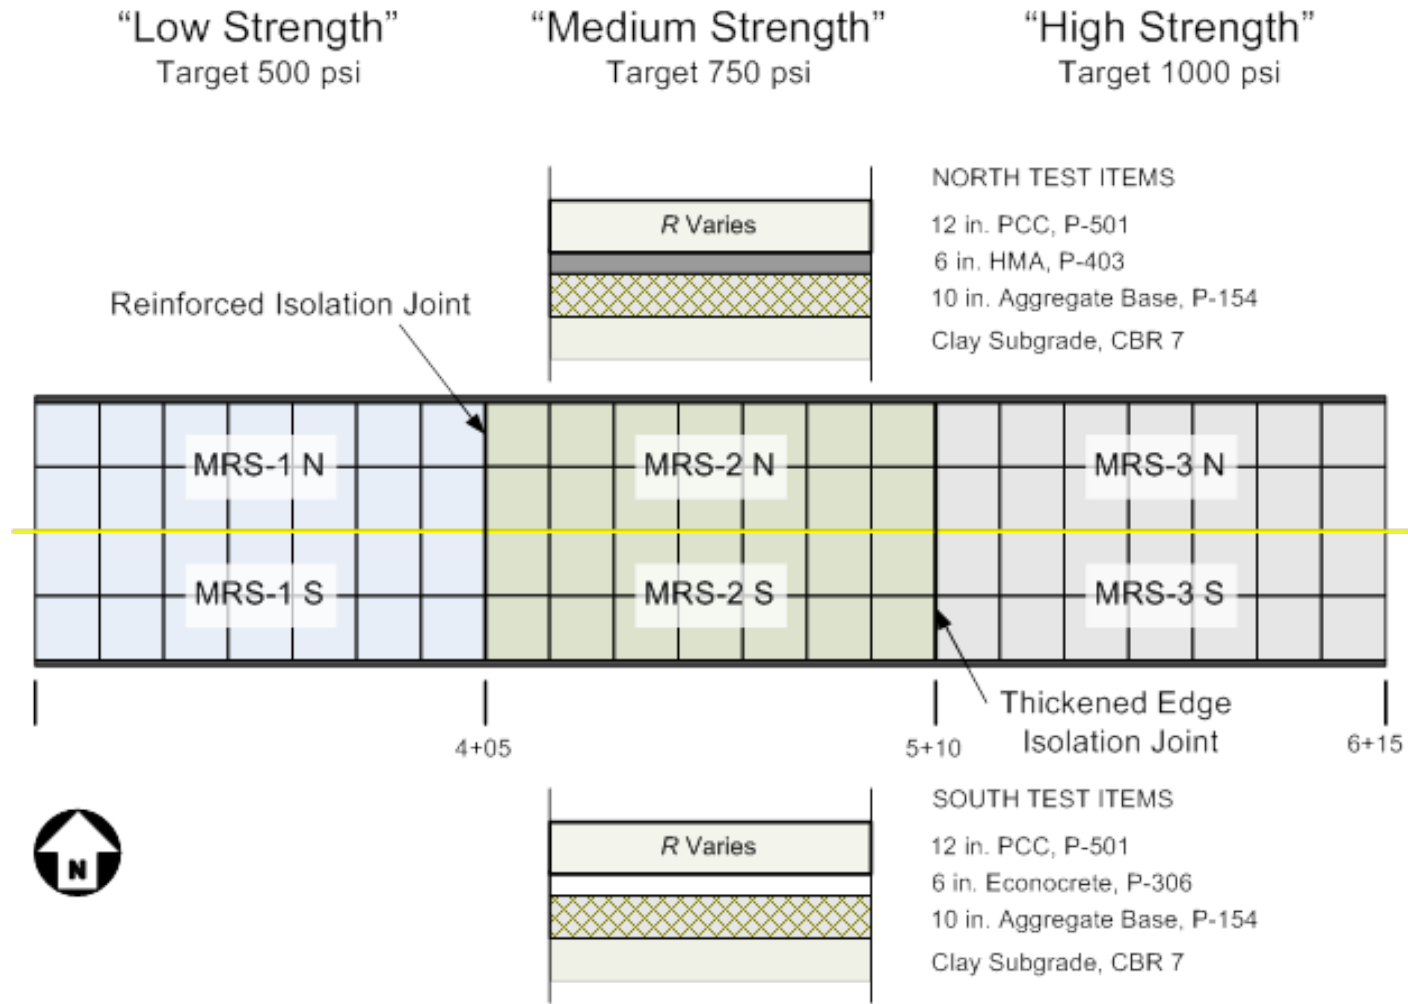 “Low Strength”
Target 500 psi
“Medium Strength”
Target 750 psi
“High Strength”
Target 1000 psi
R Varies
NORTH TEST ITEMS
12 in. PCC, P-501
6 in. HMA, P-403
10 in. Aggregate Base, P-154
Clay Subgrade, CBR 7
Reinforced Isolation Joint
MRS-1 N
MRS-2 N
MRS-3 N
MRS-1 S
MRS-2 S
MRS-3 S
Thickened Edge
Isolation Joint
4+05
5+10
6+15
R Varies
SOUTH TEST ITEMS
12 in. PCC, P-501
6 in. Econocrete, P-306
10 in. Aggregate Base, P-154
Clay Subgrade, CBR 7
N